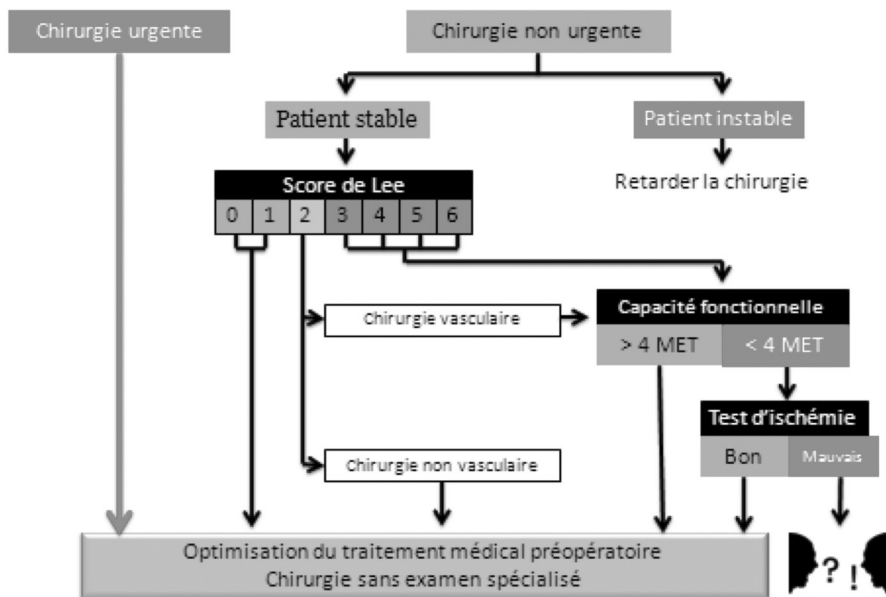 Chirurgie urgente
Chirurgie non urgente
Patient stable
Patient instable
Score de Lee
0 1 2 3 4 5 6
Retarder la chirurgie
Capacité fonctionnelle
> 4 MET < 4 MET
Chirurgie vasculaire
Test d'ischémie
Bon Mauvais
Chirurgie non vasculaire
Optimisation du traitement médical préopératoire
Chirurgie sans examen spécialisé
? !